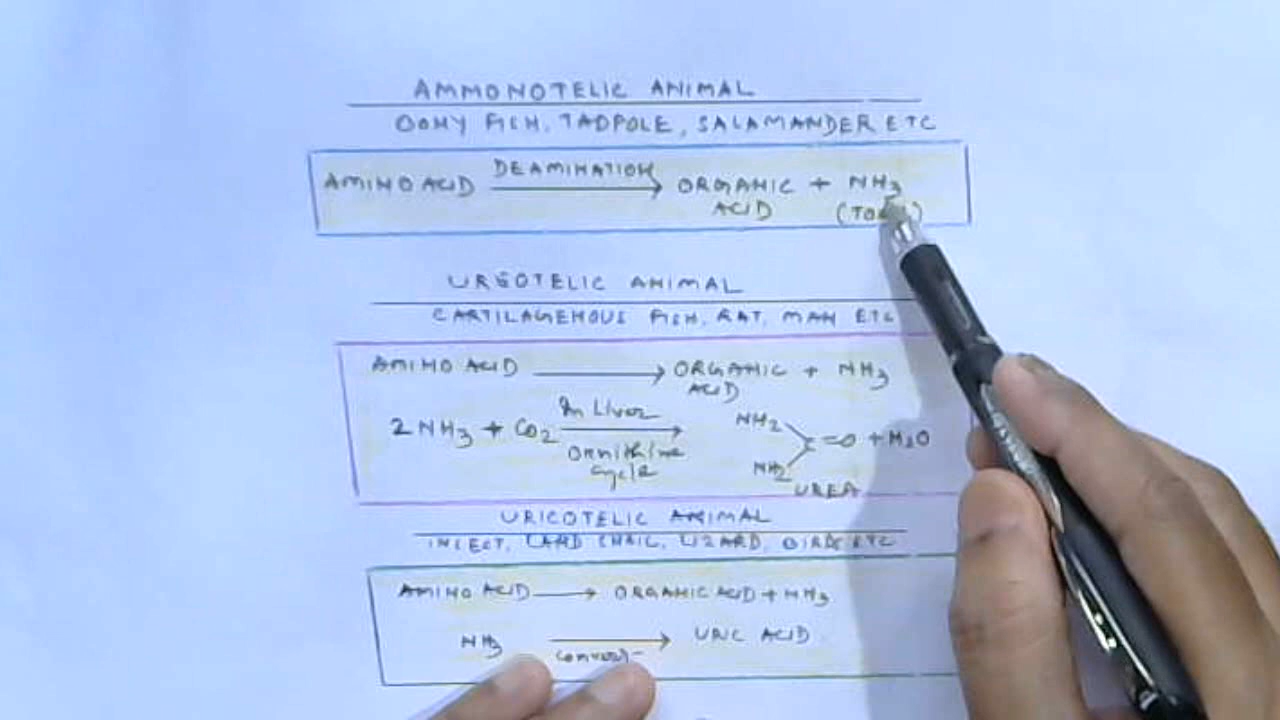 AMMONOTELIC ANIMAL
BONY FISH, TADPOLE, SALAMANDER ETC
DEAMINATION
AMINO ACID → ORGANIC + NH3
ACID
UREOTELIC ANIMAL
CARTILAGENOUS FISH, RAT, MAN ETC
AMINO ACID → ORGANIC + NH3
ACID
2NH3 + CO2 In Liver → NH2 NH2 C=O + H2O
Ornithine
cycle
UREA
URICOTELIC ANIMAL
INSECT, LAND SNAIL, LIZARD, BIRDS ETC
AMINO ACID → ORGANIC ACID + NH3
NH3 → URIC ACID
convert